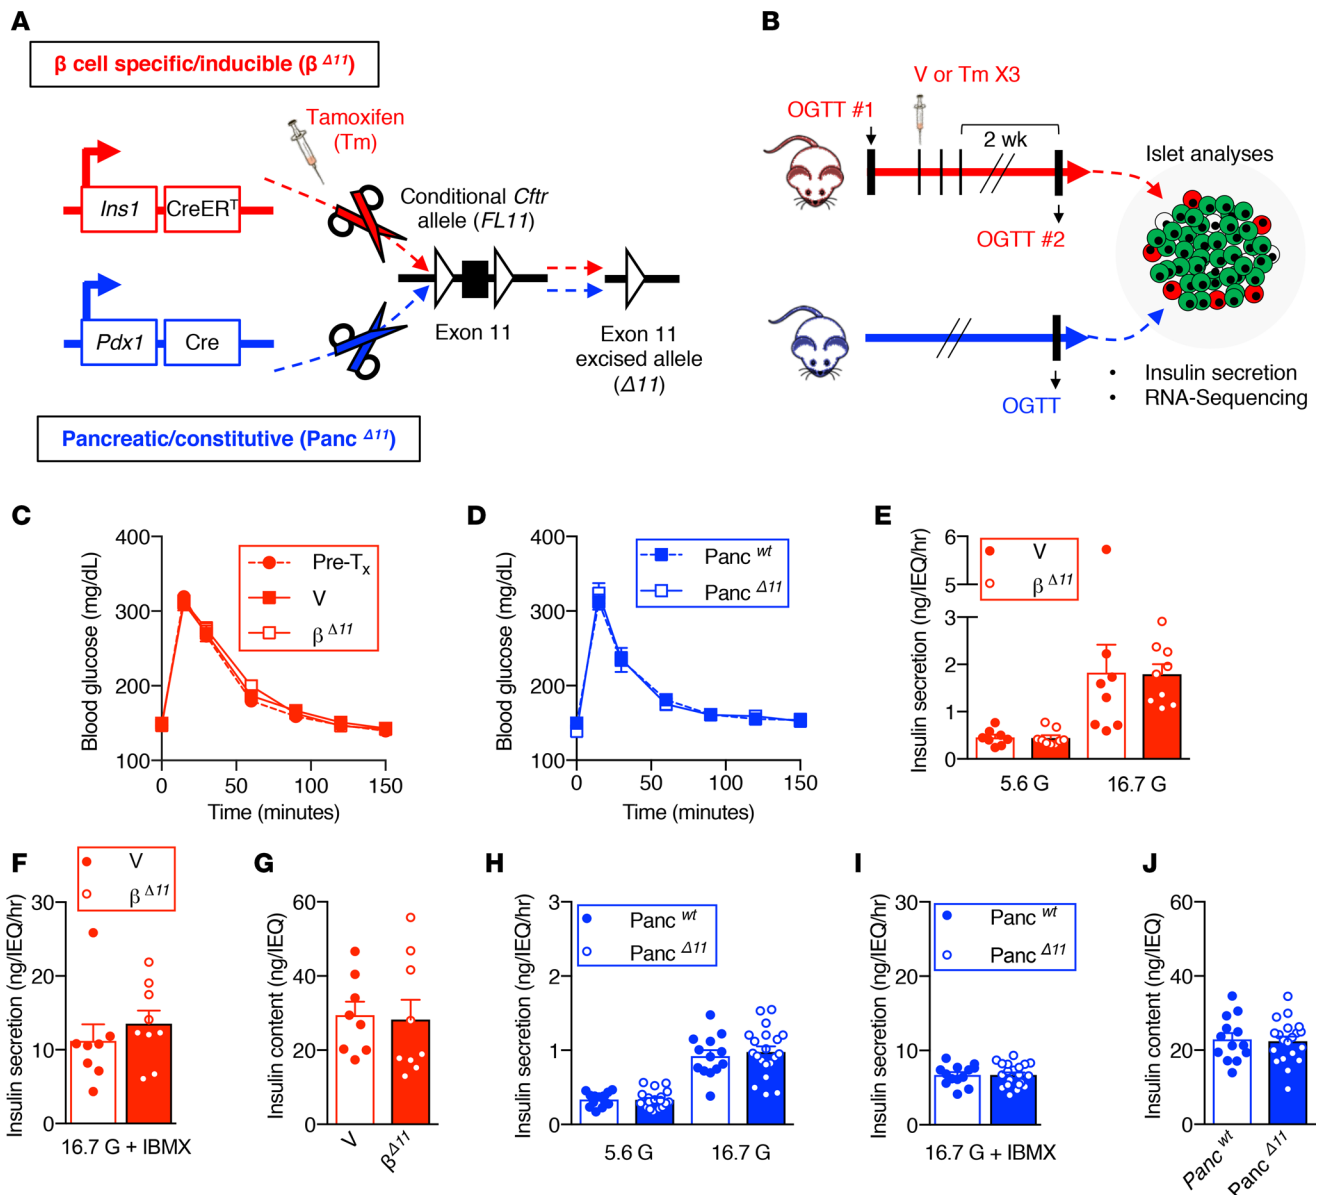 A
β cell specific/inducible (β Δ11)
Tamoxifen
(Tm)
Ins1
CreERT
Conditional Cftr
allele (FL11)
Pdx1
Cre
Exon 11
Exon 11
excised allele
(Δ11)
Pancreatic/constitutive (Panc Δ11)
B
V or Tm X3
OGTT #1
2 wk
OGTT #2
Islet analyses
OGTT
• Insulin secretion
• RNA-Sequencing
C
Blood glucose (mg/dL)
400
300
200
100
Pre-Tx
V
β Δ11
0
50
100
150
Time (minutes)
D
Blood glucose (mg/dL)
400
300
200
100
Panc wt
Panc Δ11
0
50
100
150
Time (minutes)
E
Insulin secretion (ng/IEQ/hr)
6
5
3
2
1
0
V
β Δ11
5.6 G
16.7 G
F
Insulin secretion (ng/IEQ/hr)
V
β Δ11
30
20
10
0
16.7 G + IBMX
G
Insulin content (ng/IEQ)
60
40
20
0
V
βΔ11
H
Insulin secretion (ng/IEQ/hr)
3
2
1
0
Panc wt
Panc Δ11
5.6 G
16.7 G
I
Insulin secretion (ng/IEQ/hr)
30
20
10
0
Panc wt
Panc Δ11
16.7 G + IBMX
J
Insulin content (ng/IEQ)
60
40
20
0
Panc wt
Panc Δ11